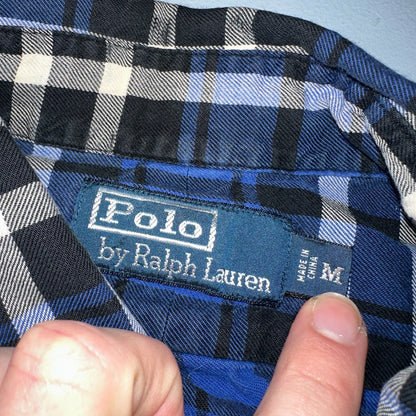 Polo
by Ralph Lauren
MADE IN
CHINA
M